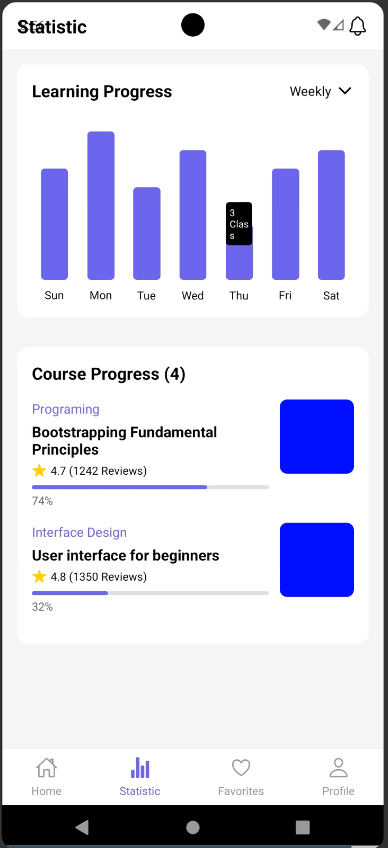 Statistic
Learning Progress
Weekly
3
Clas
s
Sun Mon Tue Wed Thu Fri Sat
Course Progress (4)
Programing
Bootstrapping Fundamental
Principles
4.7 (1242 Reviews)
74%
Interface Design
User interface for beginners
4.8 (1350 Reviews)
32%
Home Statistic Favorites Profile